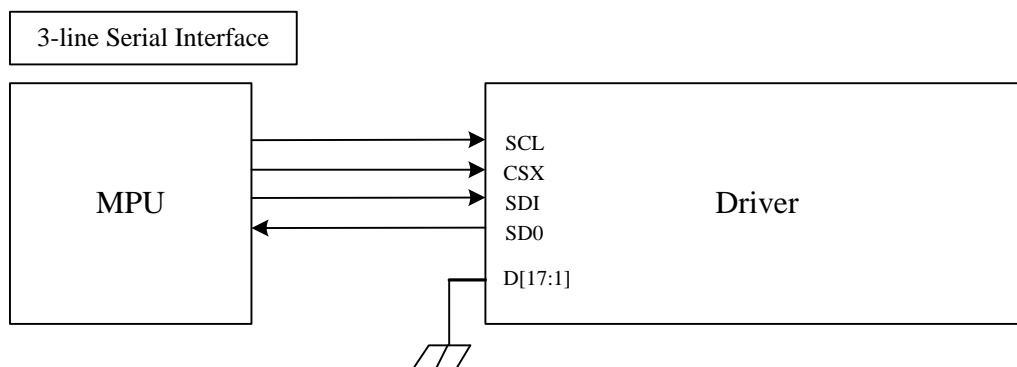 3-line Serial Interface
MPU
SCL
CSX
SDI
SD0
D[17:1]
Driver